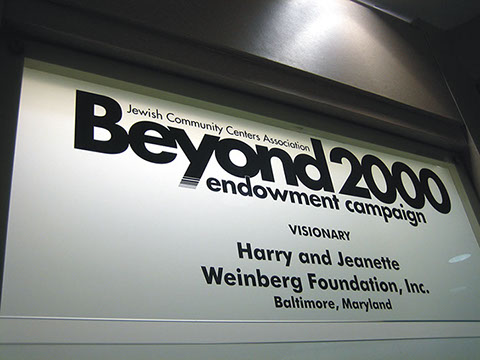 Jewish Community Centers Association
Beyond 2000
endowment campaign
VISIONARY
Harry and Jeanette
Weinberg Foundation, Inc.
Baltimore, Maryland